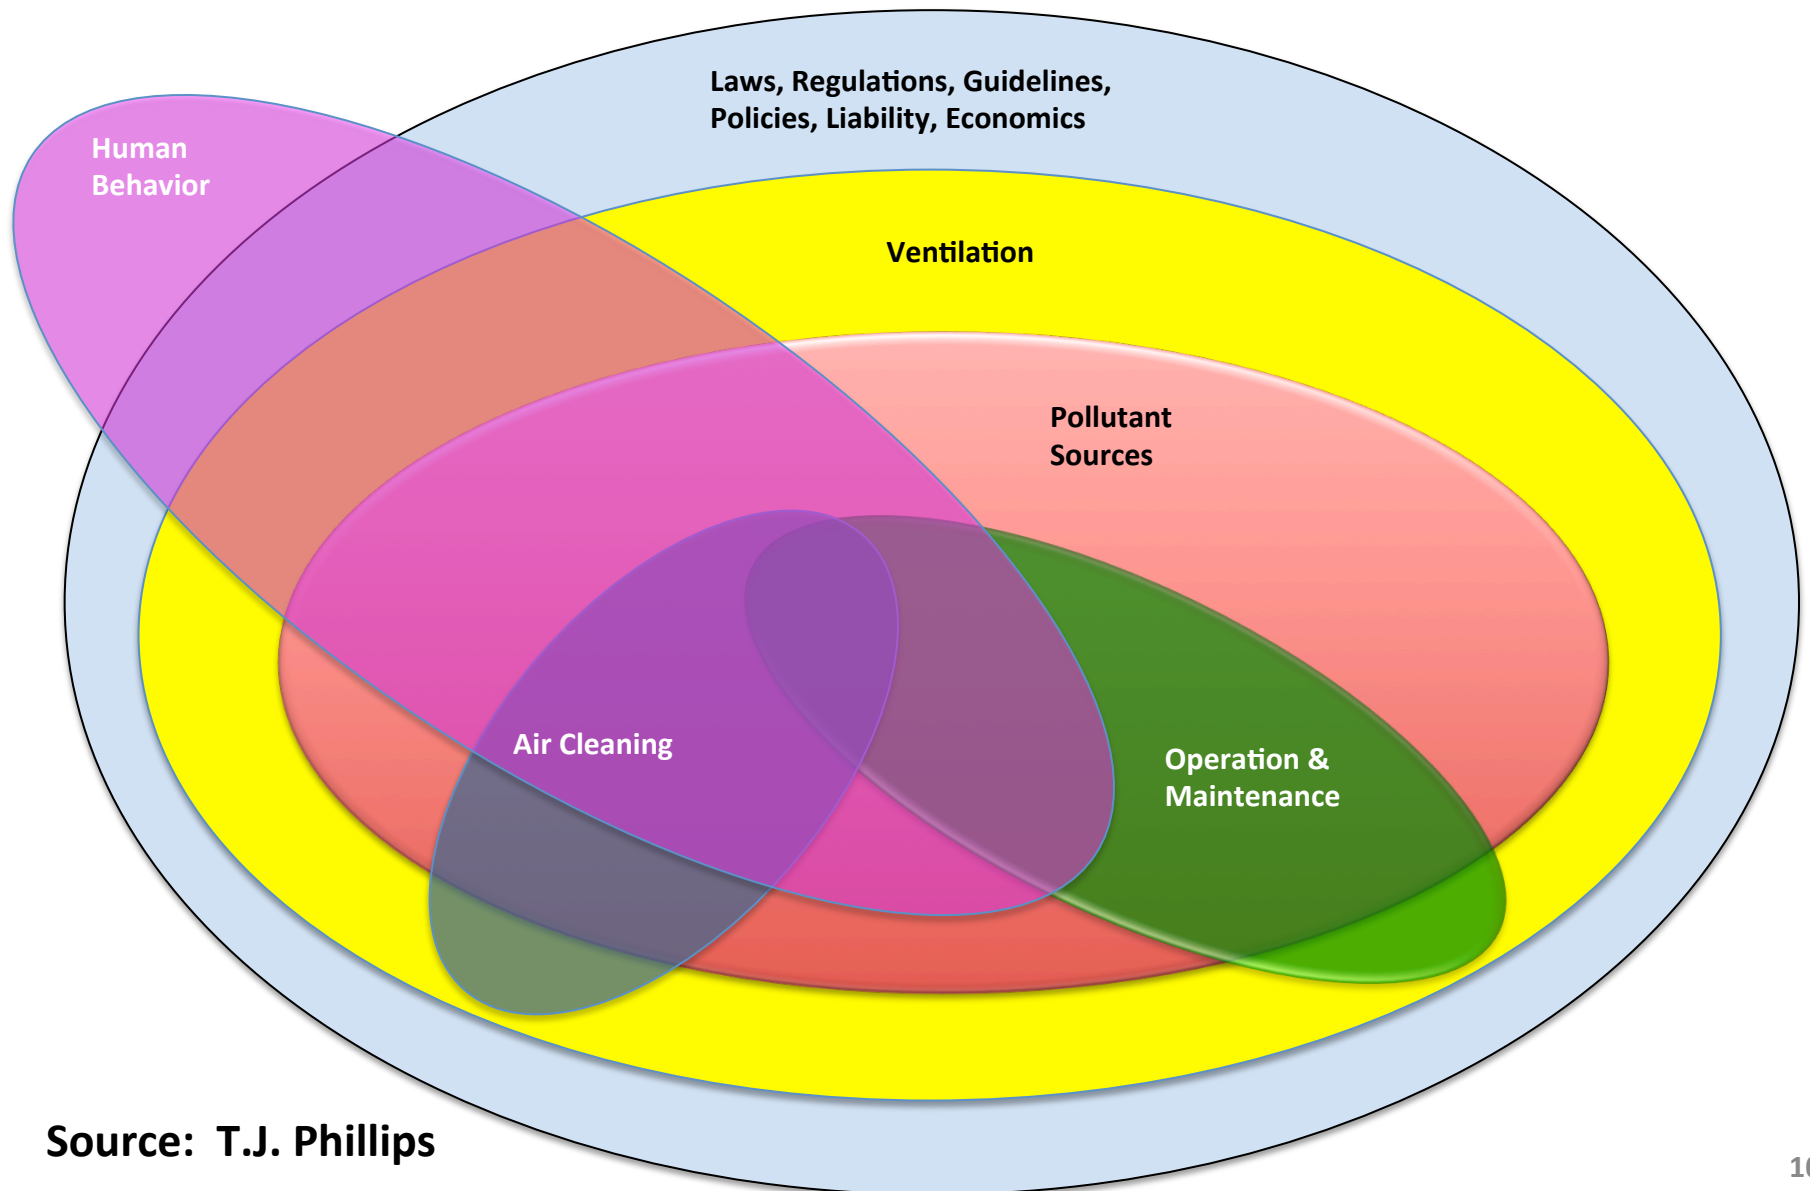 Laws, Regulations, Guidelines,
Policies, Liability, Economics
Human
Behavior
Ventilation
Pollutant
Sources
Air Cleaning
Operation &
Maintenance
Source:  T.J. Phillips